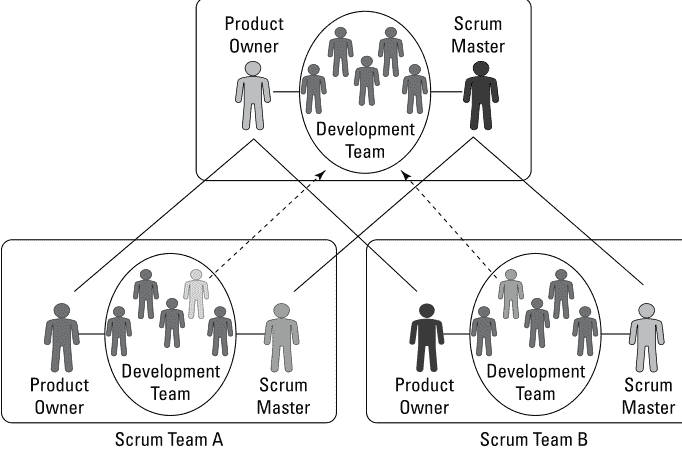 Product
Owner
Scrum
Master
Development
Team
Product
Owner
Development
Team
Scrum
Master
Product
Owner
Development
Team
Scrum
Master
Scrum Team A
Scrum Team B